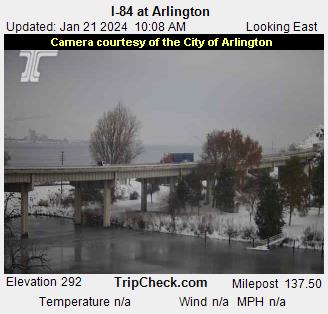 I-84 at Arlington
Updated: Jan 21 2024 10:08 AM Looking East
Camera courtesy of the City of Arlington
Elevation 292 TripCheck.com Milepost 137.50
Temperature n/a Wind n/a MPH n/a